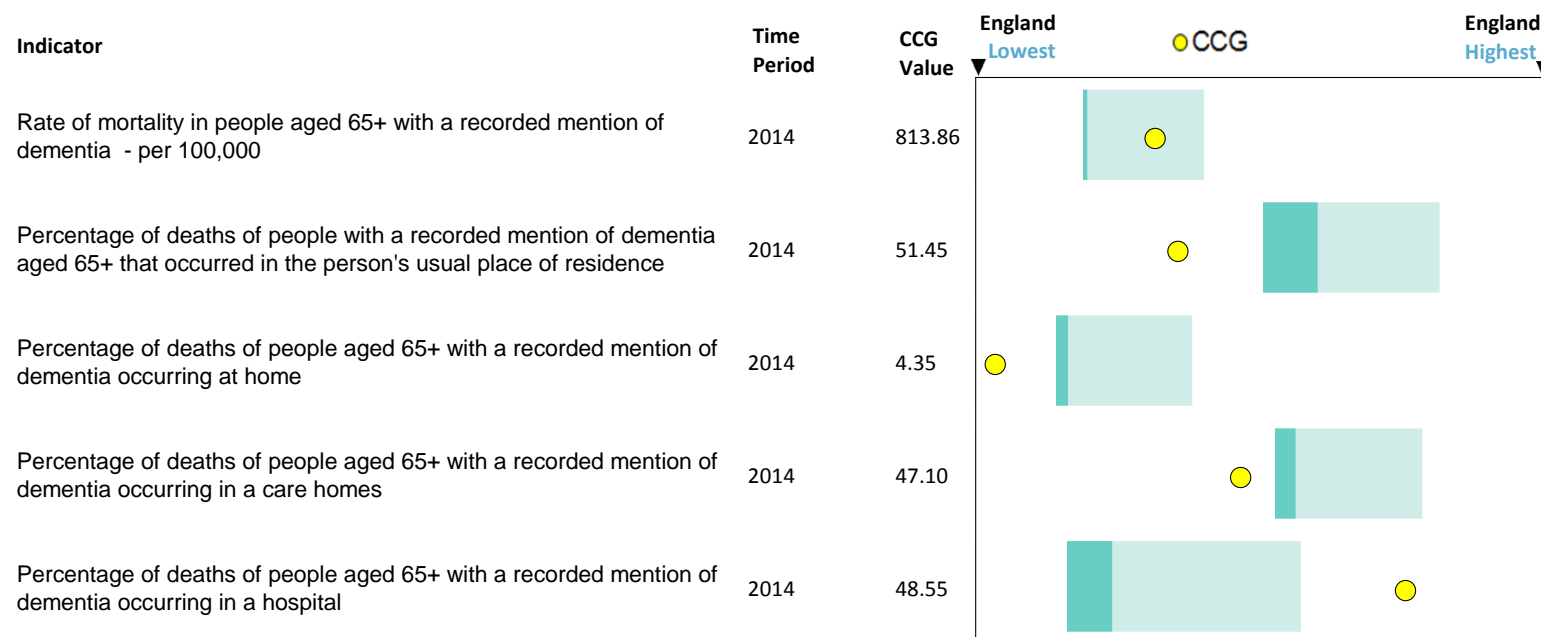 Indicator
Time Period
CCG Value
England Lowest
CCG
England Highest
Rate of mortality in people aged 65+ with a recorded mention of
dementia  - per 100,000
2014
813.86
Percentage of deaths of people with a recorded mention of dementia
aged 65+ that occurred in the person's usual place of residence
2014
51.45
Percentage of deaths of people aged 65+ with a recorded mention of
dementia occurring at home
2014
4.35
Percentage of deaths of people aged 65+ with a recorded mention of
dementia occurring in a care homes
2014
47.10
Percentage of deaths of people aged 65+ with a recorded mention of
dementia occurring in a hospital
2014
48.55